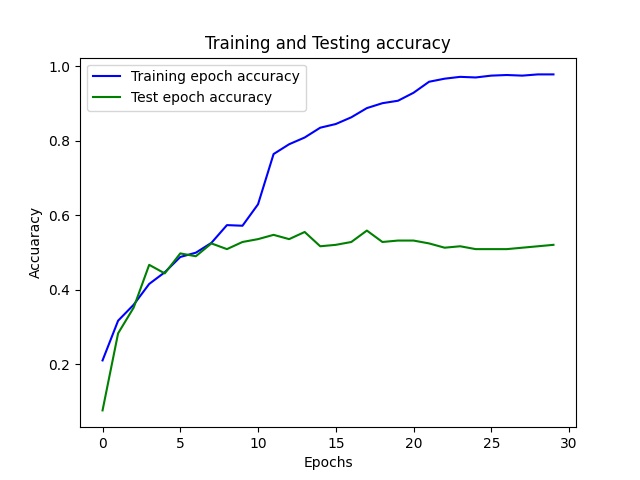 Training and Testing accuracy
Training epoch accuracy
Test epoch accuracy
1.0
0.8
0.6
0.4
0.2
Accuaracy
0 5 10 15 20 25 30
Epochs